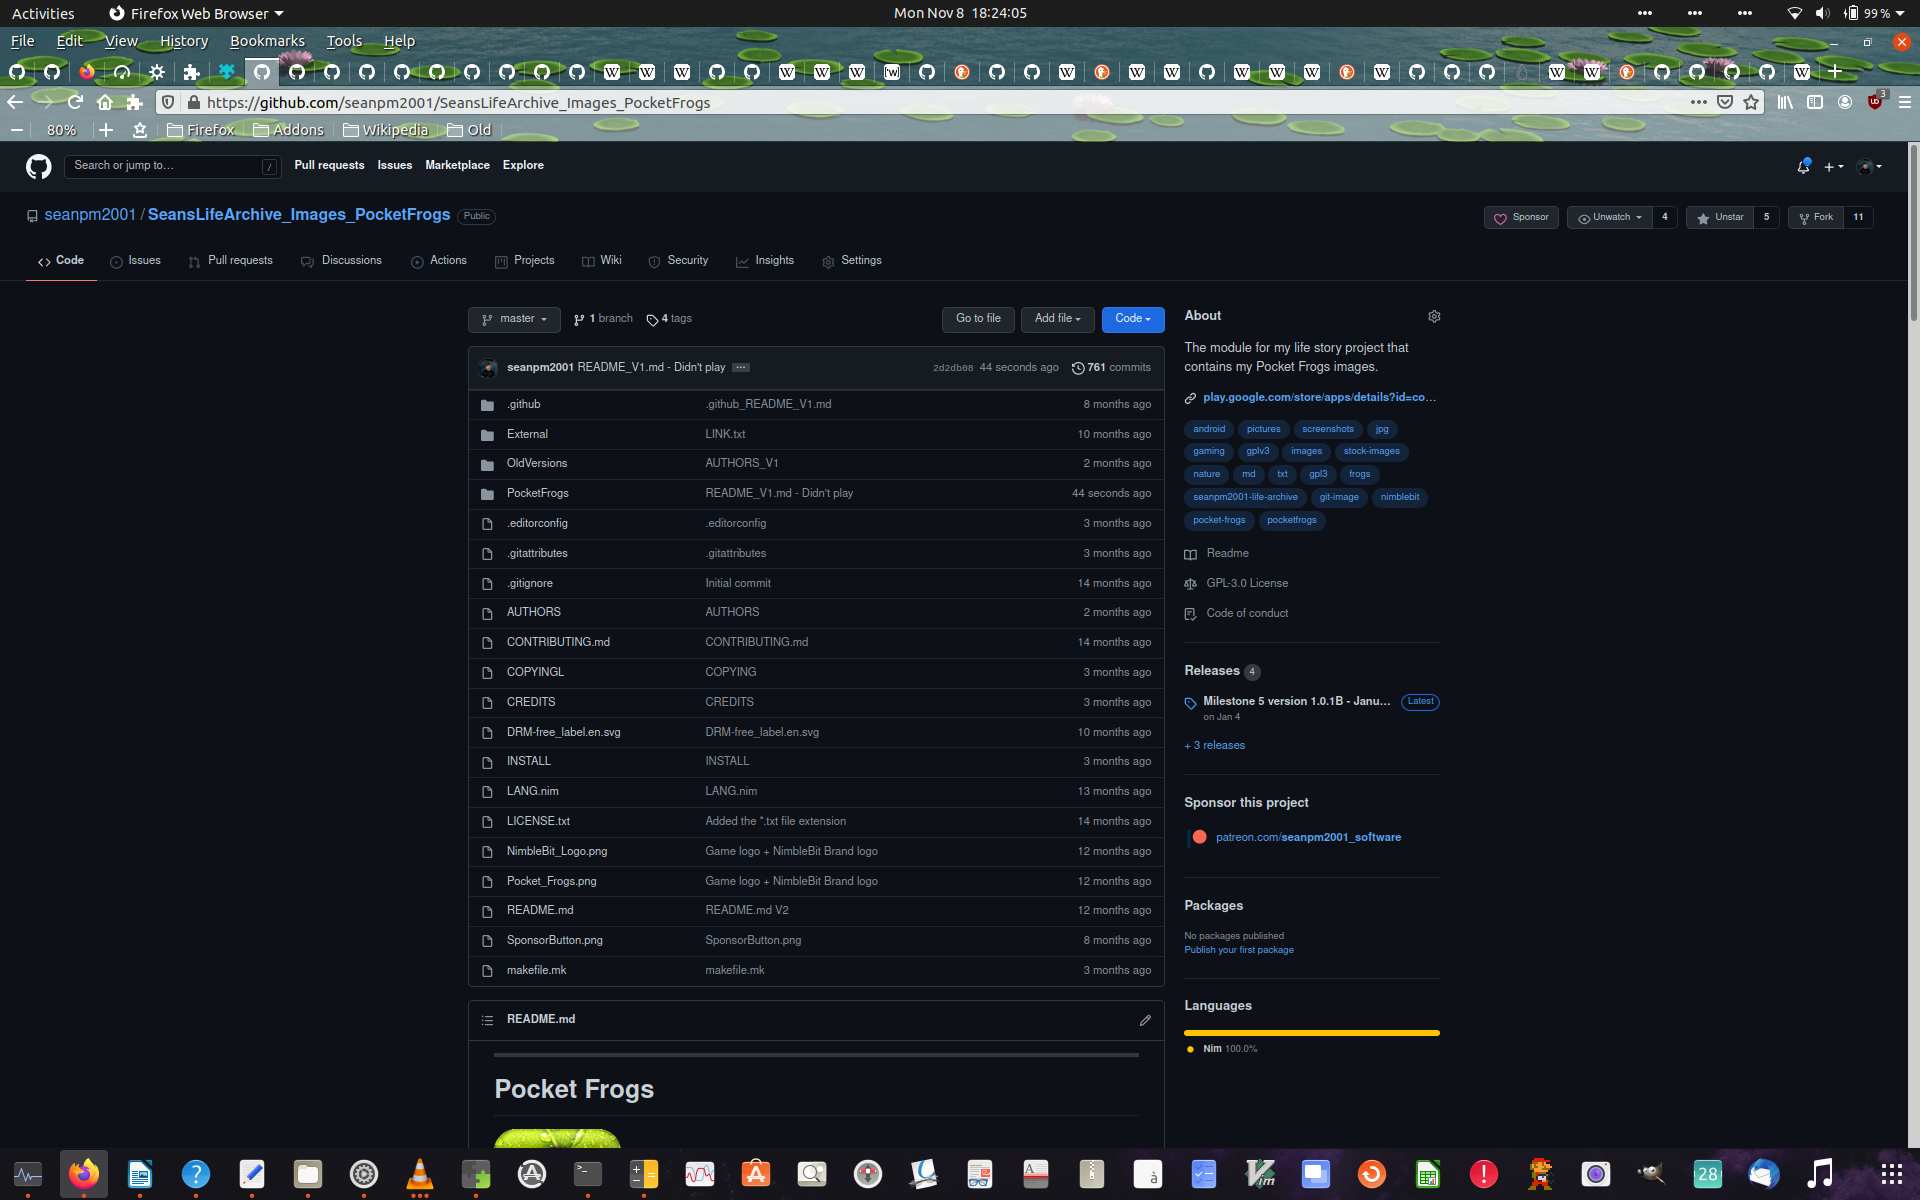 Activities Firefox Web Browser Mon Nov 8 18:24:05 99 %
File Edit View History Bookmarks Tools Help
https://github.com/seanpm2001/SeansLifeArchive_Images_PocketFrogs 3
80% Firefox Addons Wikipedia Old
Search or jump to… / Pull requests Issues Marketplace Explore
seanpm2001 / SeansLifeArchive_Images_PocketFrogs Public Sponsor Unwatch 4 Unstar 5 Fork 11
Code Issues Pull requests Discussions Actions Projects Wiki Security Insights Settings
master 1 branch 4 tags Go to file Add file Code
seanpm2001 README_V1.md - Didn't play ... 2d2db08 44 seconds ago 761 commits
.github .github_README_V1.md 8 months ago
External LINK.txt 10 months ago
OldVersions AUTHORS_V1 2 months ago
PocketFrogs README_V1.md - Didn't play 44 seconds ago
.editorconfig .editorconfig 3 months ago
.gitattributes .gitattributes 3 months ago
.gitignore Initial commit 14 months ago
AUTHORS AUTHORS 2 months ago
CONTRIBUTING.md CONTRIBUTING.md 14 months ago
COPYINGL COPYING 3 months ago
CREDITS CREDITS 3 months ago
DRM-free_label.en.svg DRM-free_label.en.svg 10 months ago
INSTALL INSTALL 3 months ago
LANG.nim LANG.nim 13 months ago
LICENSE.txt Added the *.txt file extension 14 months ago
NimbleBit_Logo.png Game logo + NimbleBit Brand logo 12 months ago
Pocket_Frogs.png Game logo + NimbleBit Brand logo 12 months ago
README.md README.md V2 12 months ago
SponsorButton.png SponsorButton.png 8 months ago
makefile.mk makefile.mk 3 months ago
README.md
Pocket Frogs
About
The module for my life story project that
contains my Pocket Frogs images.
play.google.com/store/apps/details?id=co...
android pictures screenshots jpg
gaming gplv3 images stock-images
nature md txt gpl3 frogs
seanpm2001-life-archive git-image nimblebit
pocket-frogs pocketfrogs
Readme
GPL-3.0 License
Code of conduct
Releases 4
Milestone 5 version 1.0.1B - Janu... Latest
on Jan 4
+ 3 releases
Sponsor this project
patreon.com/seanpm2001_software
Packages
No packages published
Publish your first package
Languages
Nim 100.0%
28